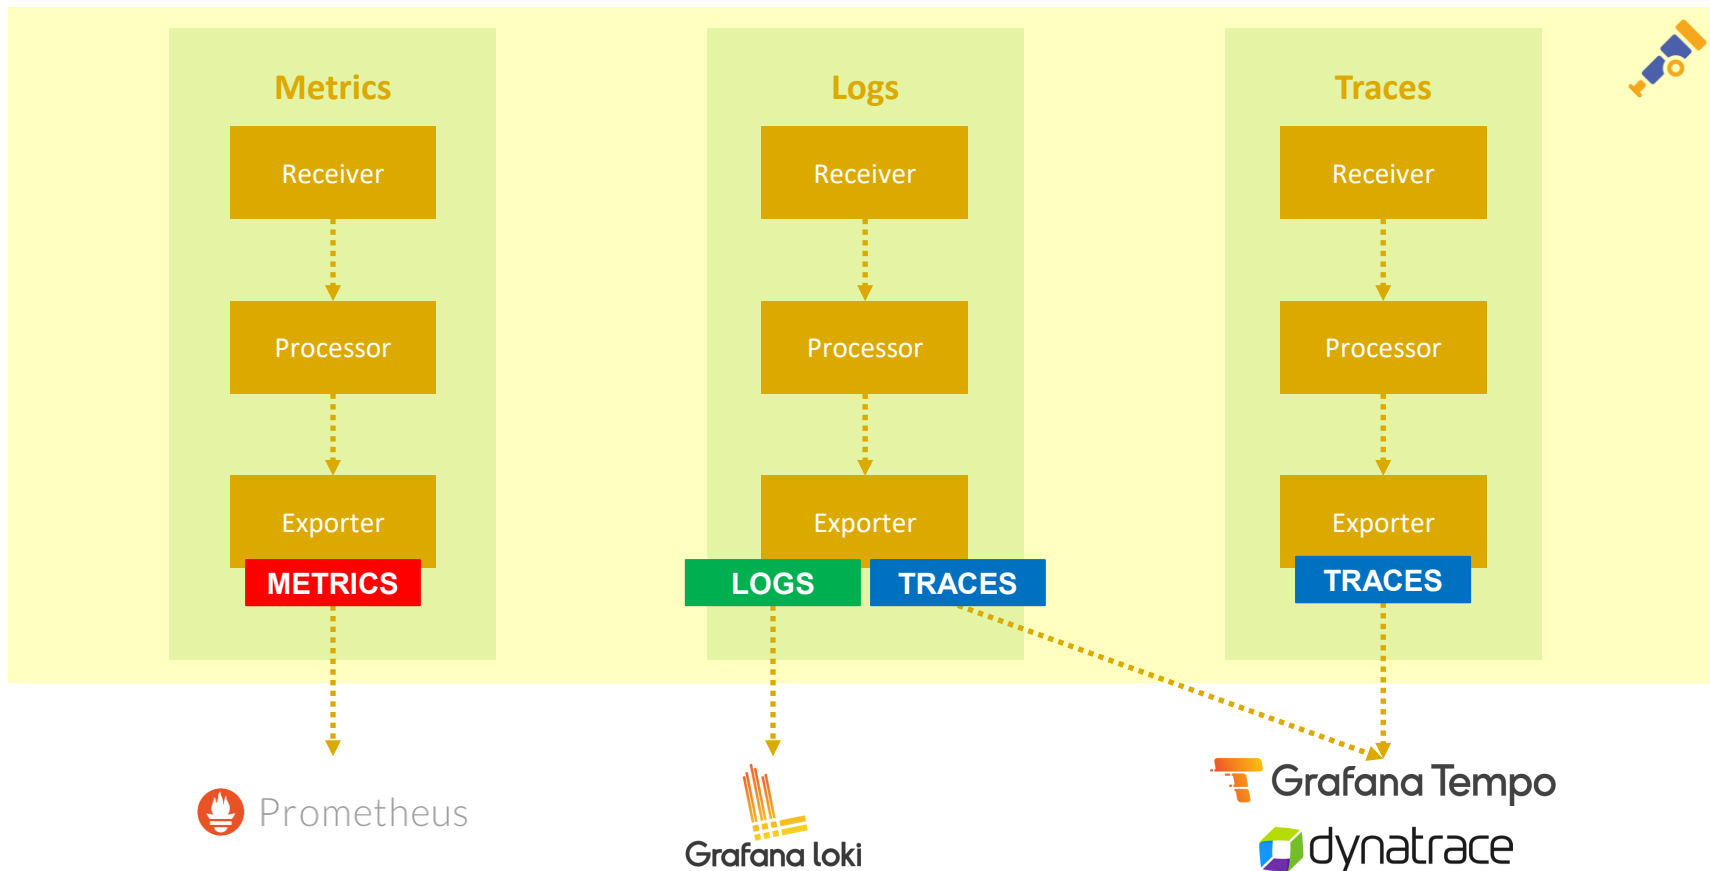 Metrics
Logs
Traces
Receiver
Receiver
Receiver
Processor
Processor
Processor
Exporter
Exporter
Exporter
METRICS
LOGS
TRACES
TRACES
Prometheus
Grafana loki
Grafana Tempo
dynatrace